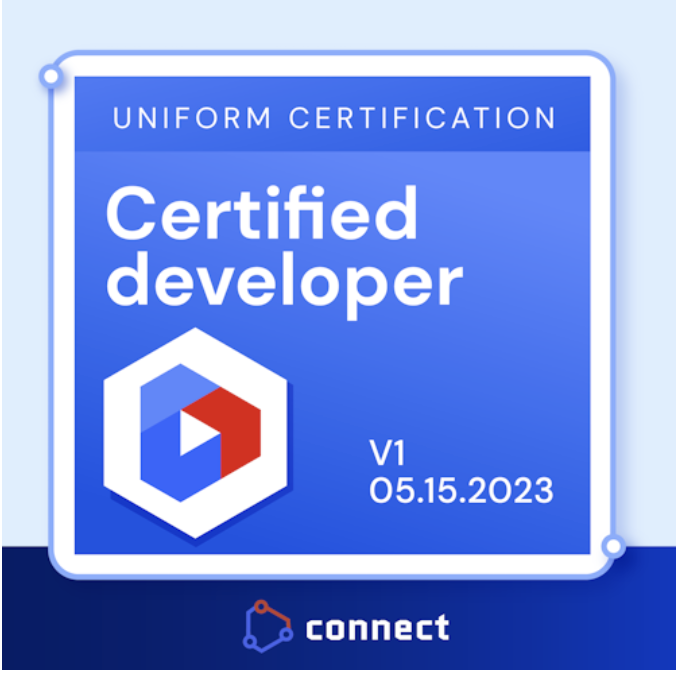 UNIFORM CERTIFICATION
Certified
developer
V1
05.15.2023
connect